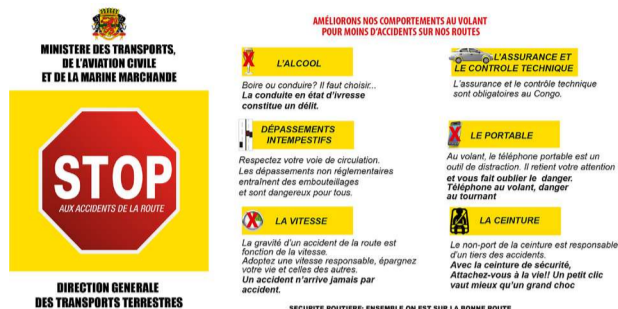 MINISTERE DES TRANSPORTS,
DE L'AVIATION CIVILE
ET DE LA MARINE MARCHANDE
STOP
AUX ACCIDENTS DE LA ROUTE
DIRECTION GENERALE
DES TRANSPORTS TERRESTRES
AMÉLIORONS NOS COMPORTEMENTS AU VOLANT
POUR MOINS D'ACCIDENTS SUR NOS ROUTES
L'ALCOOL
Boire ou conduire? Il faut choisir...
La conduite en état d'ivresse
constitue un délit.
DÉPASSEMENTS
INTEMPESTIFS
Respectez votre voie de circulation.
Les dépassements non réglementaires
entraînent des embouteillages
et sont dangereux pour tous.
LA VITESSE
La gravité d'un accident de la route est
fonction de la vitesse.
Adoptez une vitesse responsable, épargnez
votre vie et celles des autres.
Un accident n'arrive jamais par
accident.
L'ASSURANCE ET
LE CONTROLE TECHNIQUE
L'assurance et le contrôle technique
sont obligatoires au Congo.
LE PORTABLE
Au volant, le téléphone portable est un
outil de distraction. Il retient votre attention
et vous fait oublier le danger.
Téléphone au volant, danger
au tournant
LA CEINTURE
Le non-port de la ceinture est responsable
d'un tiers des accidents.
Avec la ceinture de sécurité,
Attachez-vous à la vie!! Un petit clic
vaut mieux qu'un grand choc
SECURITE ROUTIERE: ENSEMBLE ON EST SUR LA BONNE ROUTE